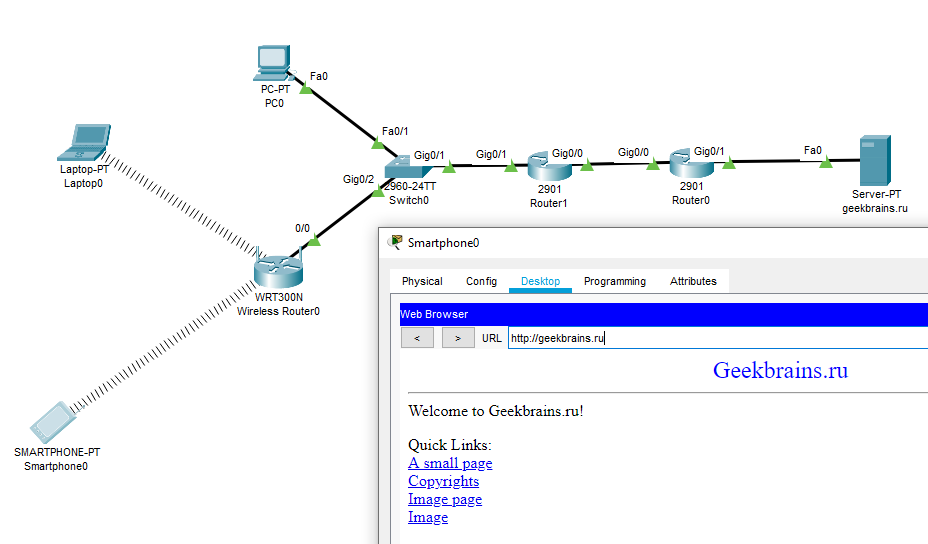 Fa0
PC-PT
PC0
Fa0/1
Laptop-PT
Laptop0
Gig0/1
Gig0/1
Gig0/0
Gig0/0
Gig0/1
Fa0
Gig0/2
2960-24TT
Switch0
2901
Router1
2901
Router0
Server-PT
geekbrains.ru
0/0
WRT300N
Wireless Router0
SMARTPHONE-PT
Smartphone0
Smartphone0
Physical Config Desktop Programming Attributes
Web Browser
< > URL http://geekbrains.ru
Geekbrains.ru
Welcome to Geekbrains.ru!
Quick Links:
A small page
Copyrights
Image page
Image